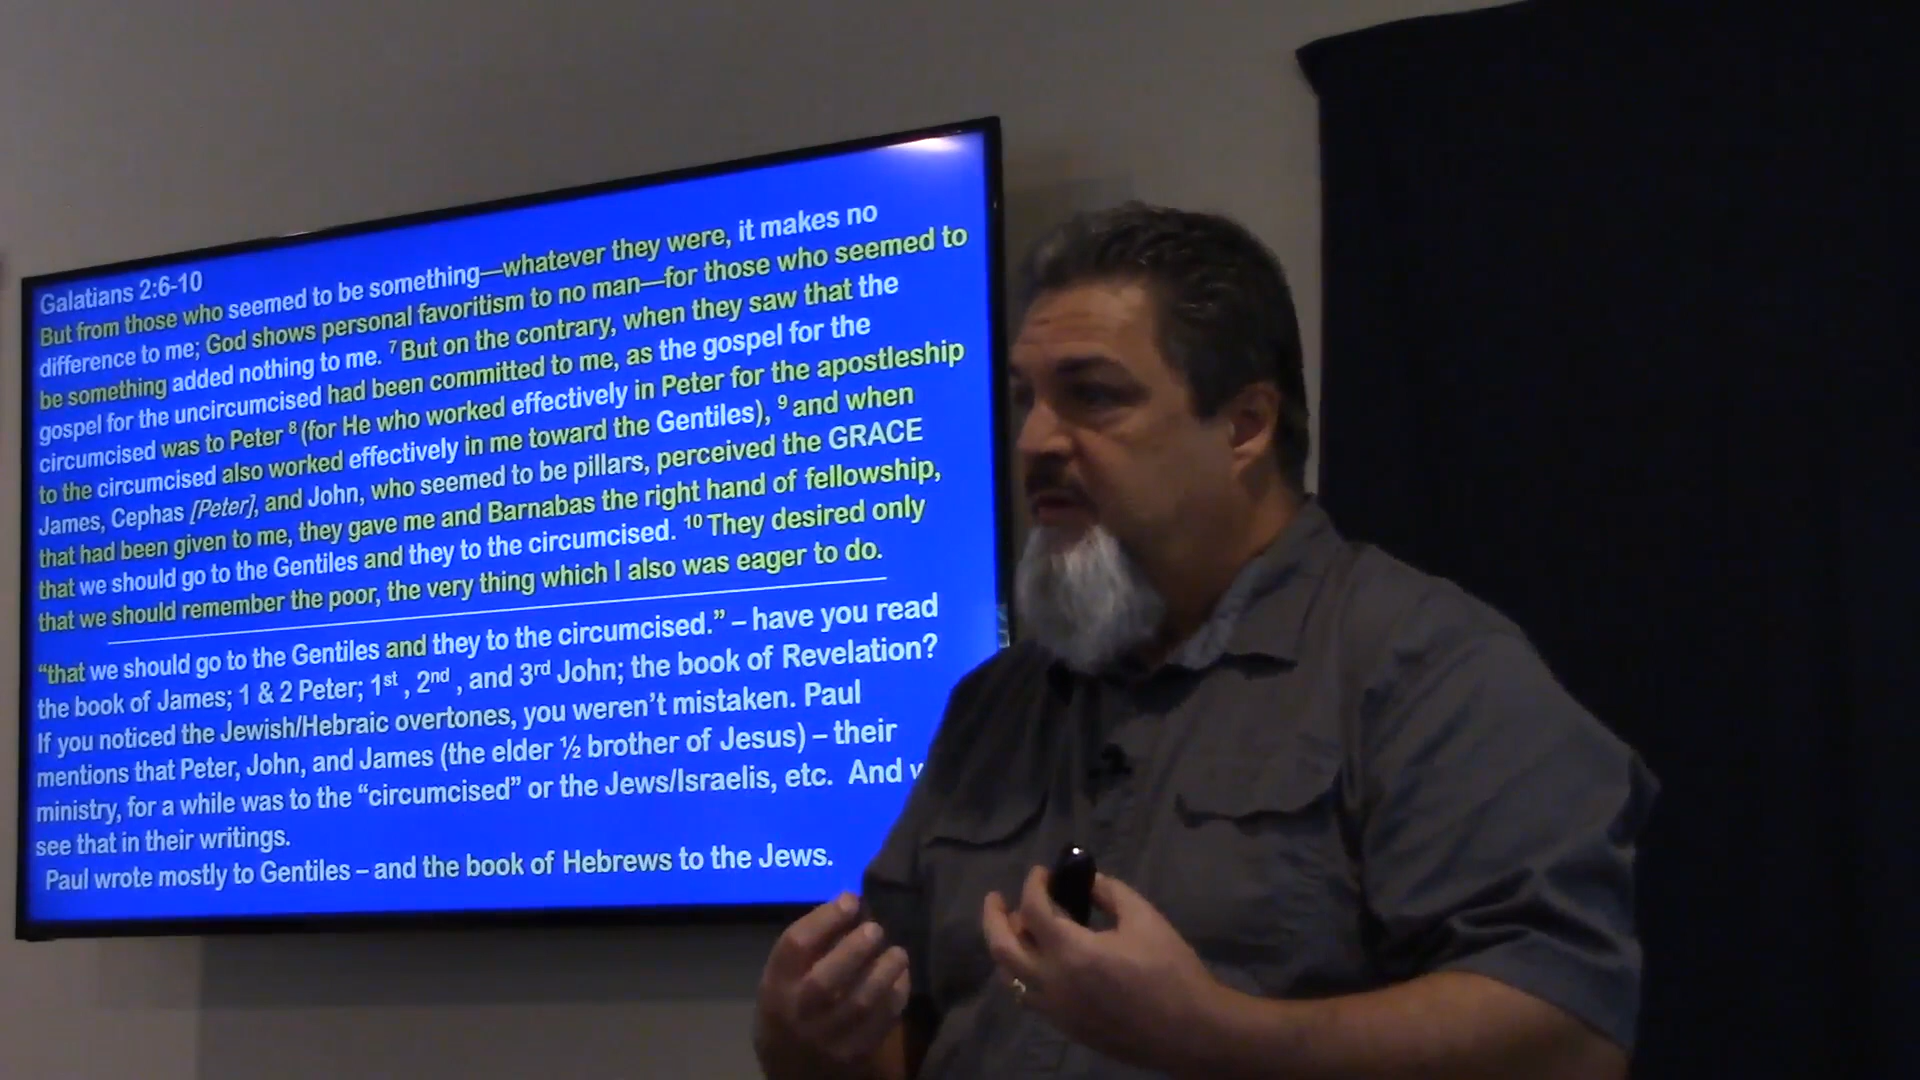 Galatians 2:6-10
But from those who seemed to be something—whatever they were, it makes no
difference to me; God shows personal favoritism to no man—for those who seemed to
be something added nothing to me. 7 But on the contrary, when they saw that the
gospel for the uncircumcised had been committed to me, as the gospel for the
circumcised was to Peter 8 (for He who worked effectively in Peter for the apostleship
to the circumcised also worked effectively in me toward the Gentiles), 9 and when
James, Cephas [Peter], and John, who seemed to be pillars, perceived the GRACE
that had been given to me, they gave me and Barnabas the right hand of fellowship,
that we should go to the Gentiles and they to the circumcised. 10 They desired only
that we should remember the poor, the very thing which I also was eager to do.
“that we should go to the Gentiles and they to the circumcised.” – have you read
the book of James; 1 & 2 Peter; 1st , 2nd , and 3rd John; the book of Revelation?
If you noticed the Jewish/Hebraic overtones, you weren’t mistaken. Paul
mentions that Peter, John, and James (the elder ½ brother of Jesus) – their
ministry, for a while was to the “circumcised” or the Jews/Israelis, etc. And
see that in their writings.
Paul wrote mostly to Gentiles – and the book of Hebrews to the Jews.